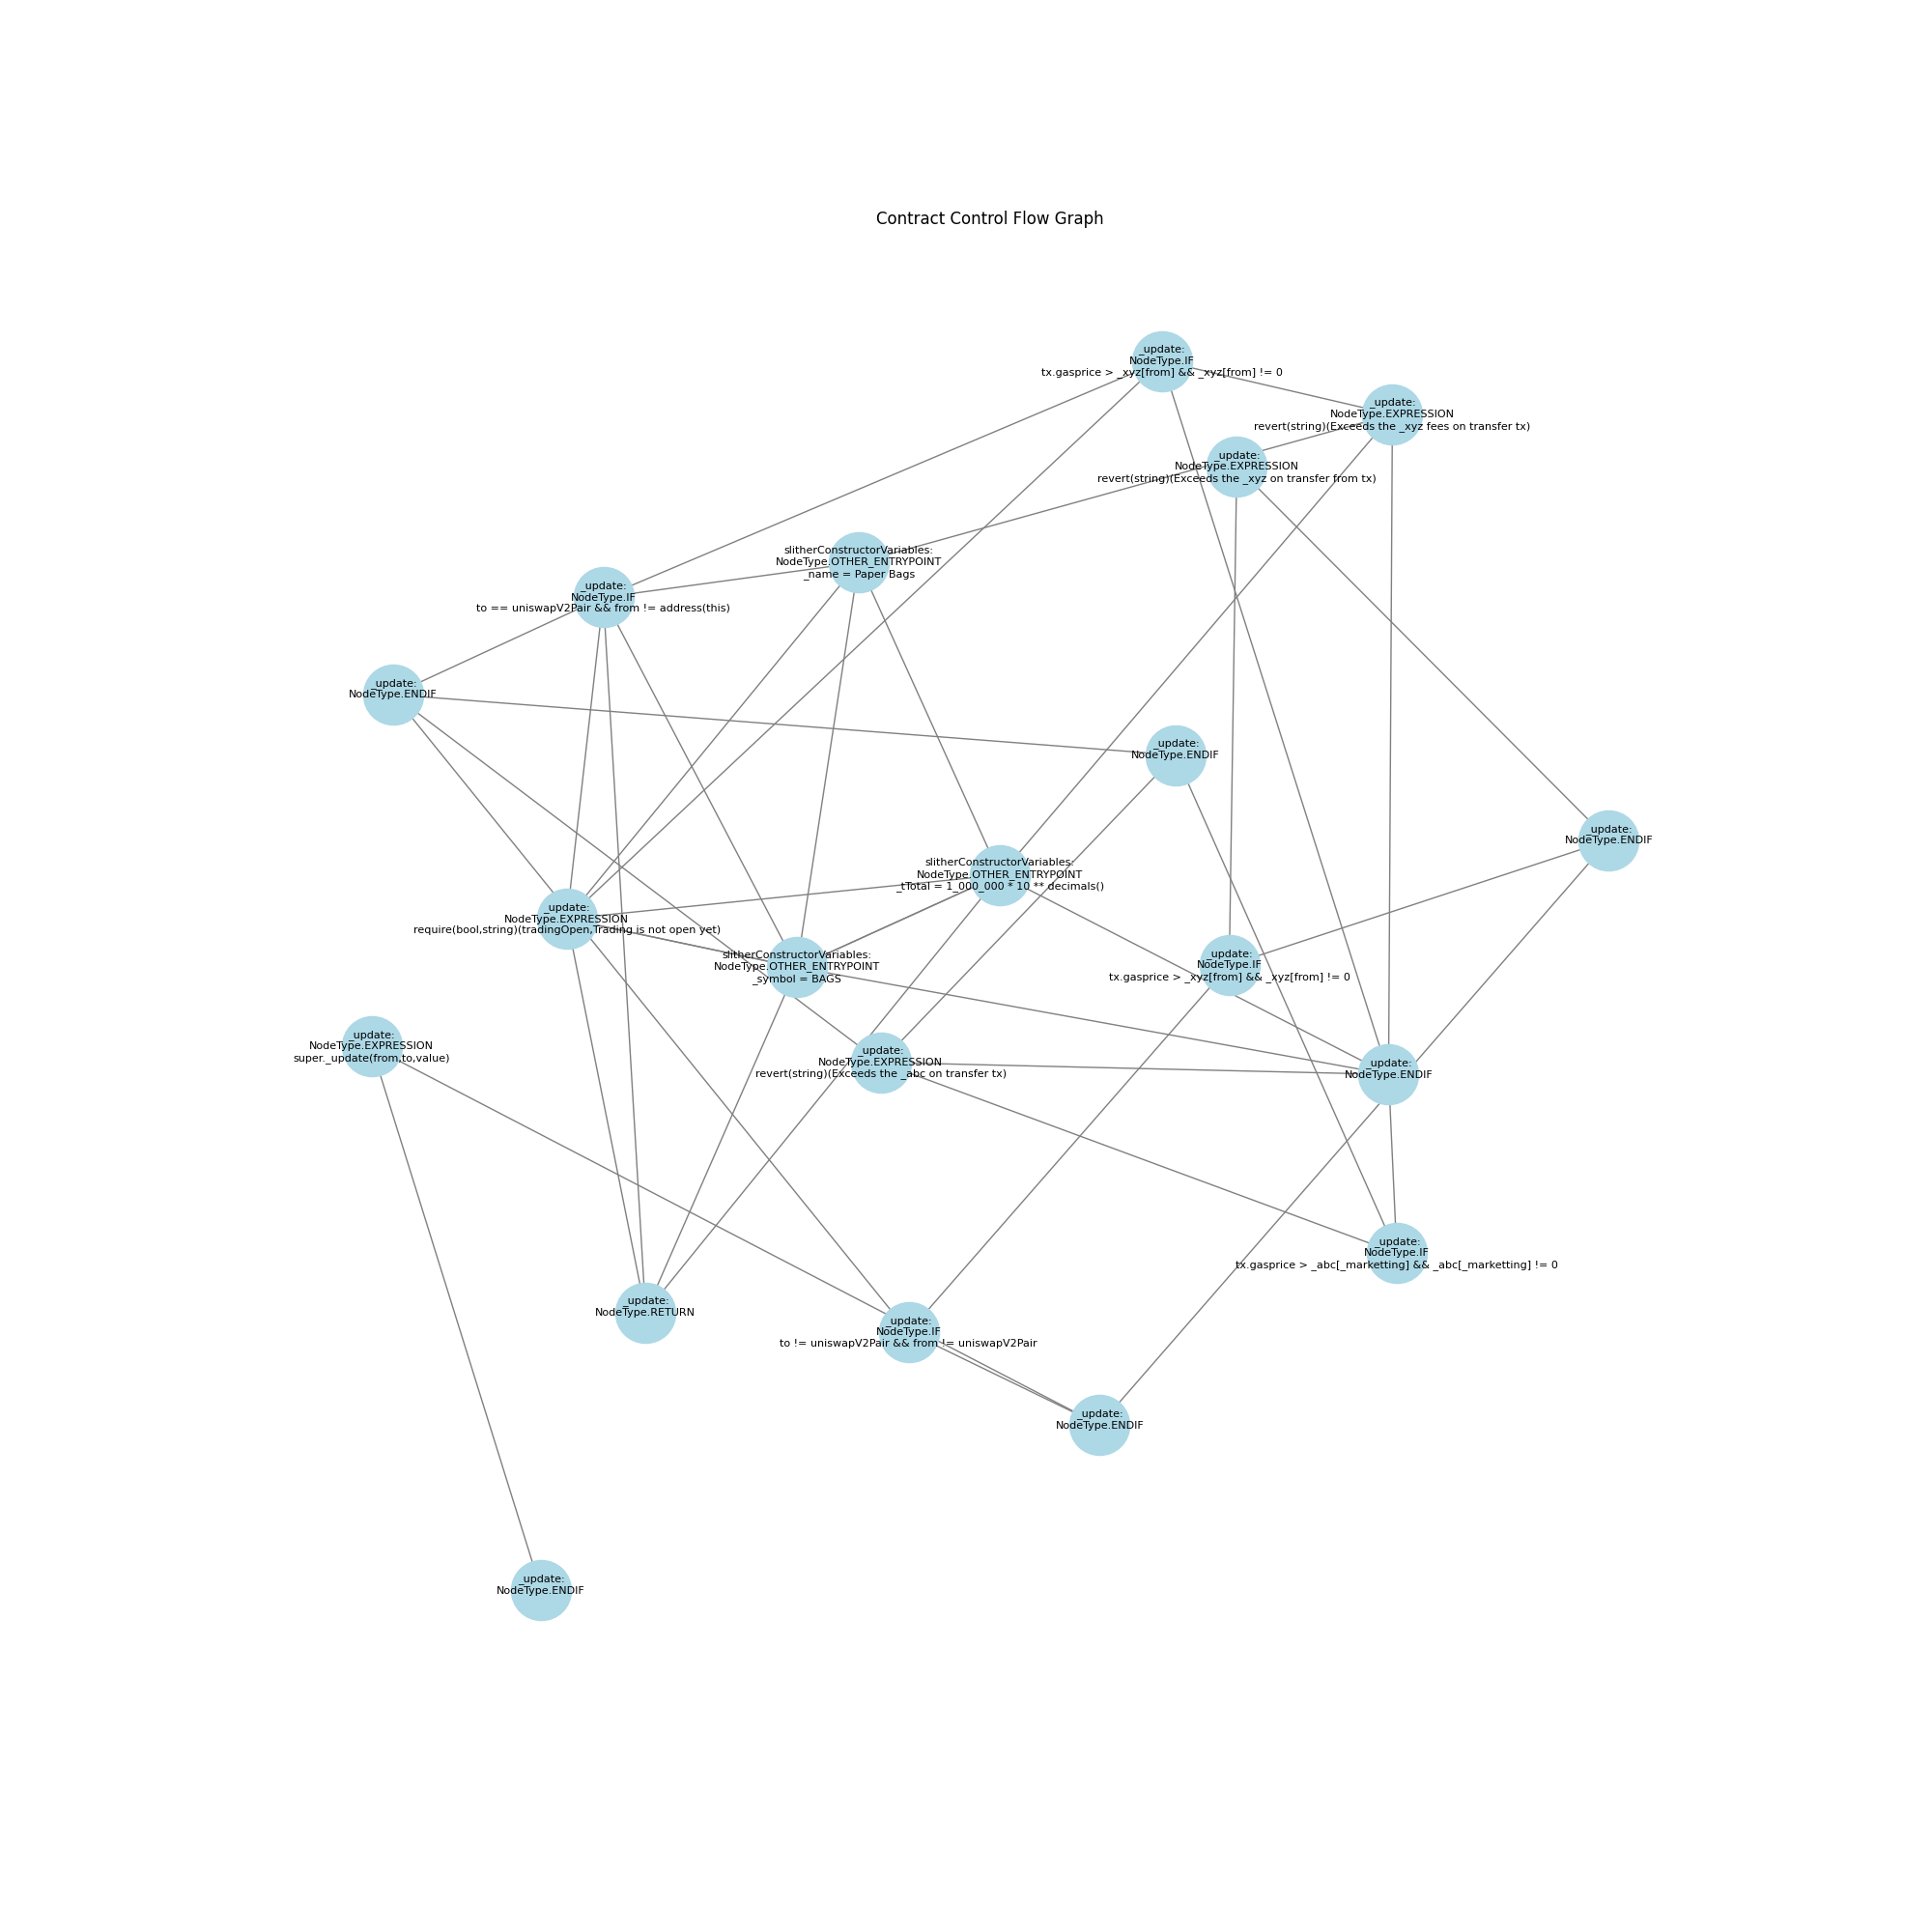 Contract Control Flow Graph
_update:
NodeType.IF
tx.gasprice > _xyz[from] && _xyz[from] != 0
_update:
NodeType.EXPRESSION
revert(string)(Exceeds the _xyz fees on transfer tx)
_update:
NodeType.EXPRESSION
revert(string)(Exceeds the _xyz on transfer from tx)
slitherConstructorVariables:
NodeType.OTHER_ENTRYPOINT
_name = Paper Bags
_update:
NodeType.IF
to == uniswapV2Pair && from != address(this)
_update:
NodeType.ENDIF
_update:
NodeType.ENDIF
_update:
NodeType.ENDIF
slitherConstructorVariables:
NodeType.OTHER_ENTRYPOINT
_tTotal = 1_000_000 * 10 ** decimals()
_update:
NodeType.EXPRESSION
require(bool,string)(tradingOpen,Trading is not open yet)
slitherConstructorVariables:
NodeType.OTHER_ENTRYPOINT
_symbol = BAGS
_update:
NodeType.IF
tx.gasprice > _xyz[from] && _xyz[from] != 0
_update:
NodeType.EXPRESSION
super._update(from,to,value)
_update:
NodeType.EXPRESSION
revert(string)(Exceeds the _abc on transfer tx)
_update:
NodeType.ENDIF
_update:
NodeType.IF
tx.gasprice > _abc[_marketting] && _abc[_marketting] != 0
_update:
NodeType.RETURN
_update:
NodeType.IF
to != uniswapV2Pair && from != uniswapV2Pair
_update:
NodeType.ENDIF
_update:
NodeType.ENDIF